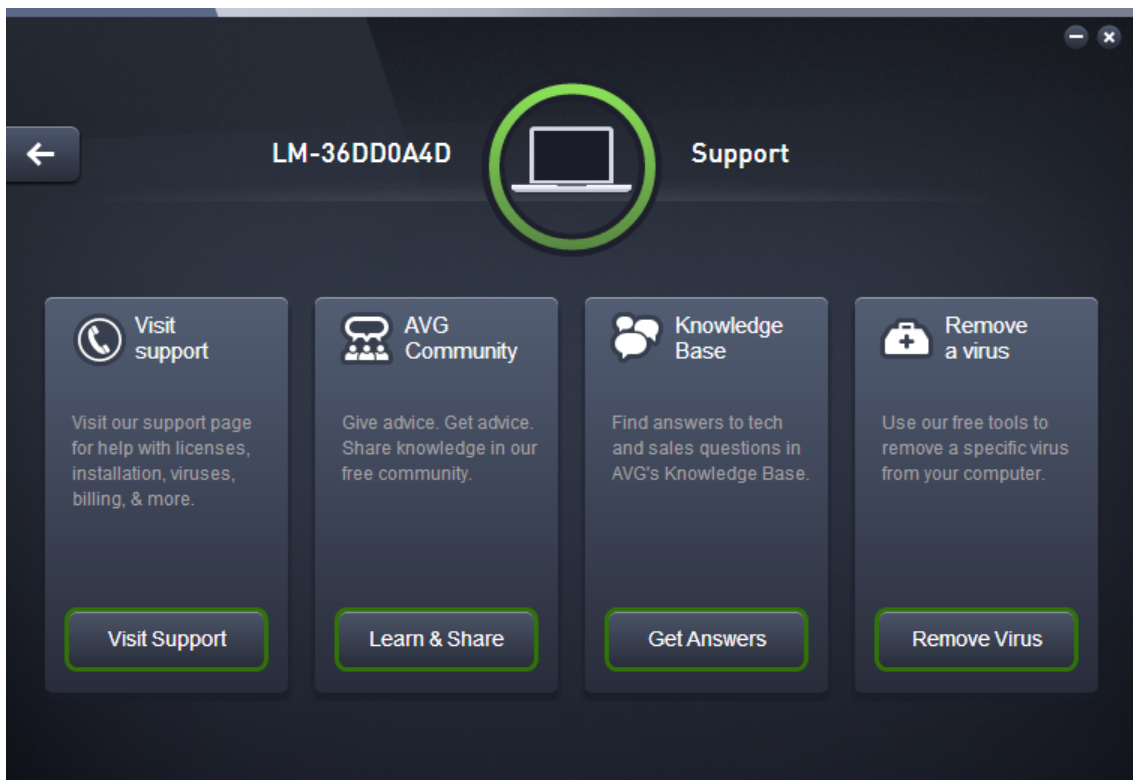 LM-36DD0A4D
Support
Visit
support
Visit our support page
for help with licenses,
installation, viruses,
billing, & more.
Visit Support
AVG
Community
Give advice. Get advice.
Share knowledge in our
free community.
Learn & Share
Knowledge
Base
Find answers to tech
and sales questions in
AVG's Knowledge Base.
Get Answers
Remove
a virus
Use our free tools to
remove a specific virus
from your computer.
Remove Virus